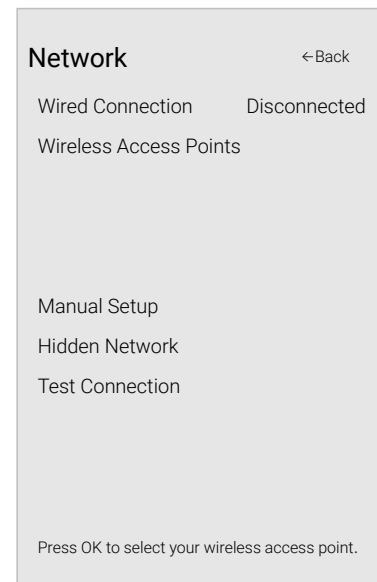 Network ←Back
Wired Connection Disconnected
Wireless Access Points
Manual Setup
Hidden Network
Test Connection
Press OK to select your wireless access point.